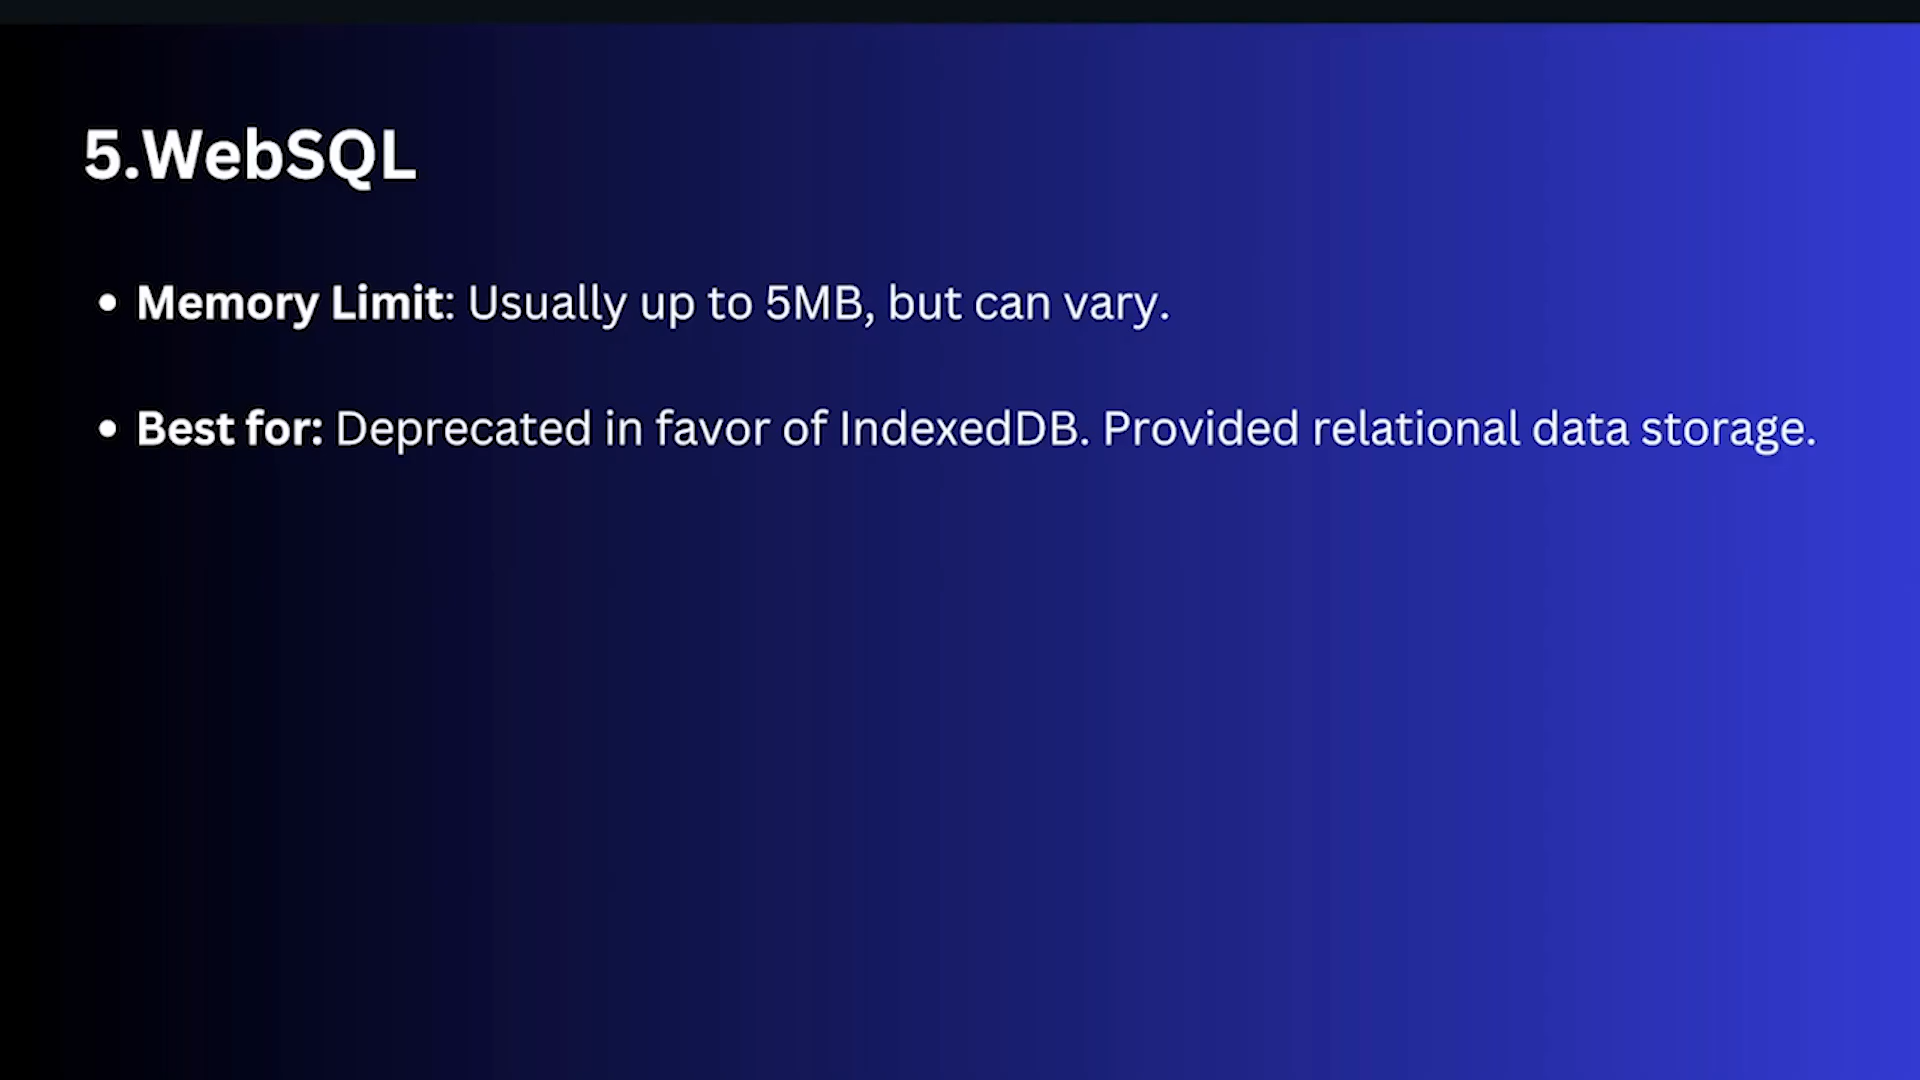 5.WebSQL
• Memory Limit: Usually up to 5MB, but can vary.
• Best for: Deprecated in favor of IndexedDB. Provided relational data storage.